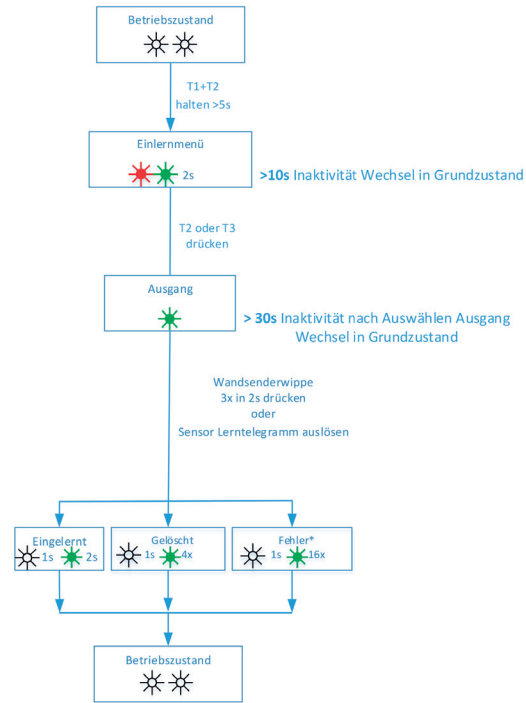 Betriebszustand
T1+T2
halten >5s
Einlernmenü
2s
>10s Inaktivität Wechsel in Grundzustand
T2 oder T3
drücken
Ausgang
> 30s Inaktivität nach Auswählen Ausgang
Wechsel in Grundzustand
Wandsenderwippe
3x in 2s drücken
oder
Sensor Lerntelegramm auslösen
Eingelernt
1s 2s
Gelöscht
1s 4x
Fehler*
1s 16x
Betriebszustand